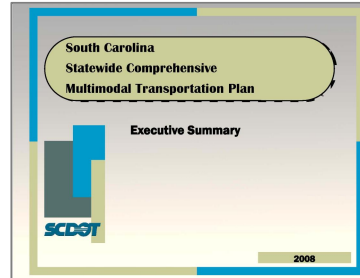 South Carolina
Statewide Comprehensive
Multimodal Transportation Plan
Executive Summary
SCDOT
2008